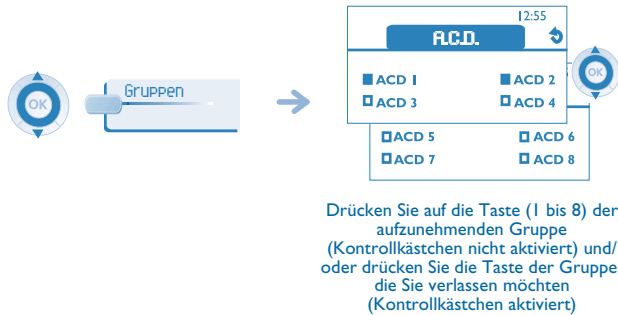 12:55
A.C.D.
OK
Gruppen
ACD 1 ACD 2
OK
ACD 3 ACD 4
ACD 5 ACD 6
ACD 7 ACD 8
Drücken Sie auf die Taste (1 bis 8) der
aufzunehmenden Gruppe
(Kontrollkästchen nicht aktiviert) und/
oder drücken Sie die Taste der Gruppe
die Sie verlassen möchten
(Kontrollkästchen aktiviert)